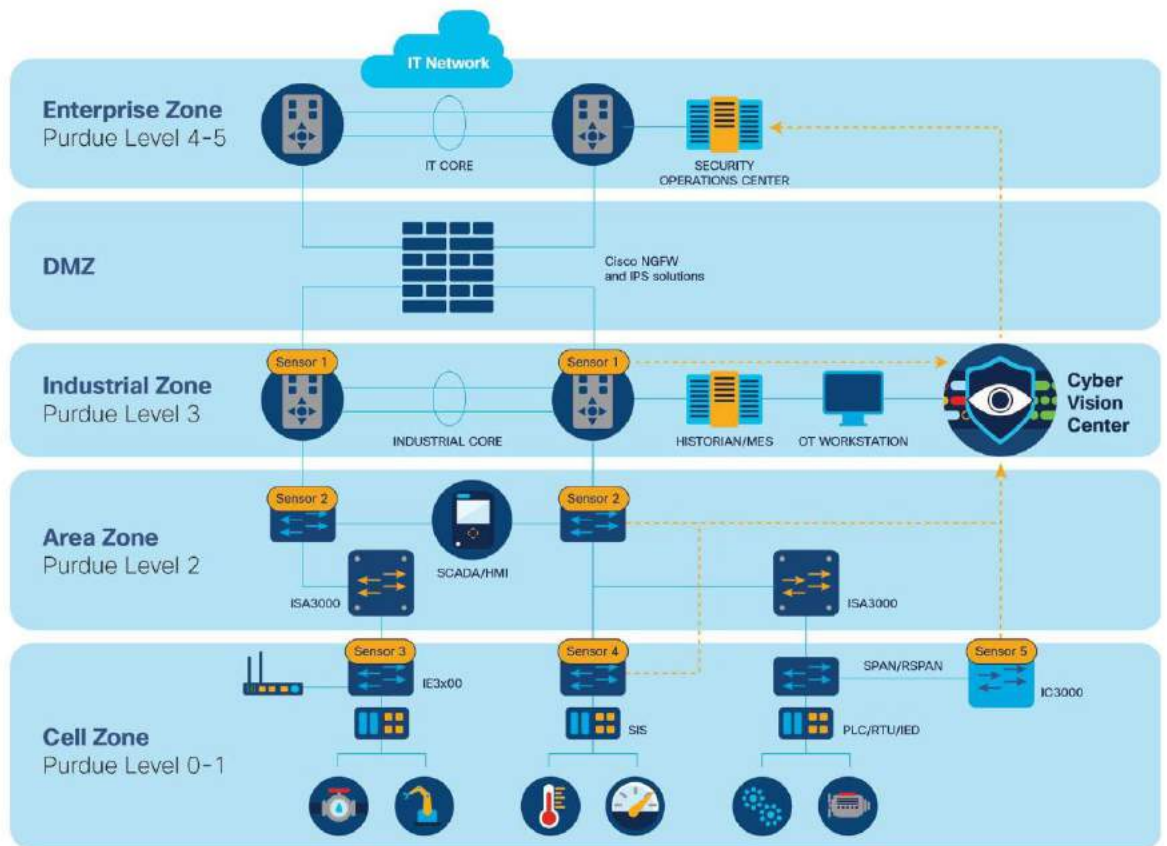 IT Network
Enterprise Zone
Purdue Level 4-5
IT CORE
SECURITY
OPERATIONS CENTER
DMZ
Cisco NGFW
and IPS solutions
Sensor 1
Sensor 1
Industrial Zone
Purdue Level 3
INDUSTRIAL CORE
HISTORIAN/MES
OT WORKSTATION
Cyber
Vision
Center
Sensor 2
Sensor 2
Area Zone
Purdue Level 2
SCADA/HMI
ISA3000
ISA3000
Sensor 3
Sensor 4
Sensor 5
SPAN/RSPAN
IE3x00
IC3000
Cell Zone
Purdue Level 0-1
SIS
PLC/RTU/IED